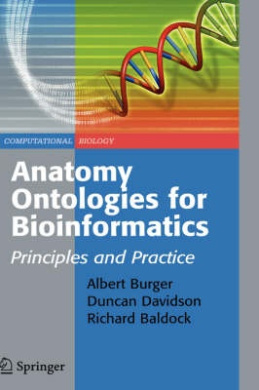 COMPUTATIONAL BIOLOGY
Anatomy
Ontologies for
Bioinformatics
Principles and Practice
Albert Burger
Duncan Davidson
Richard Baldock
Springer